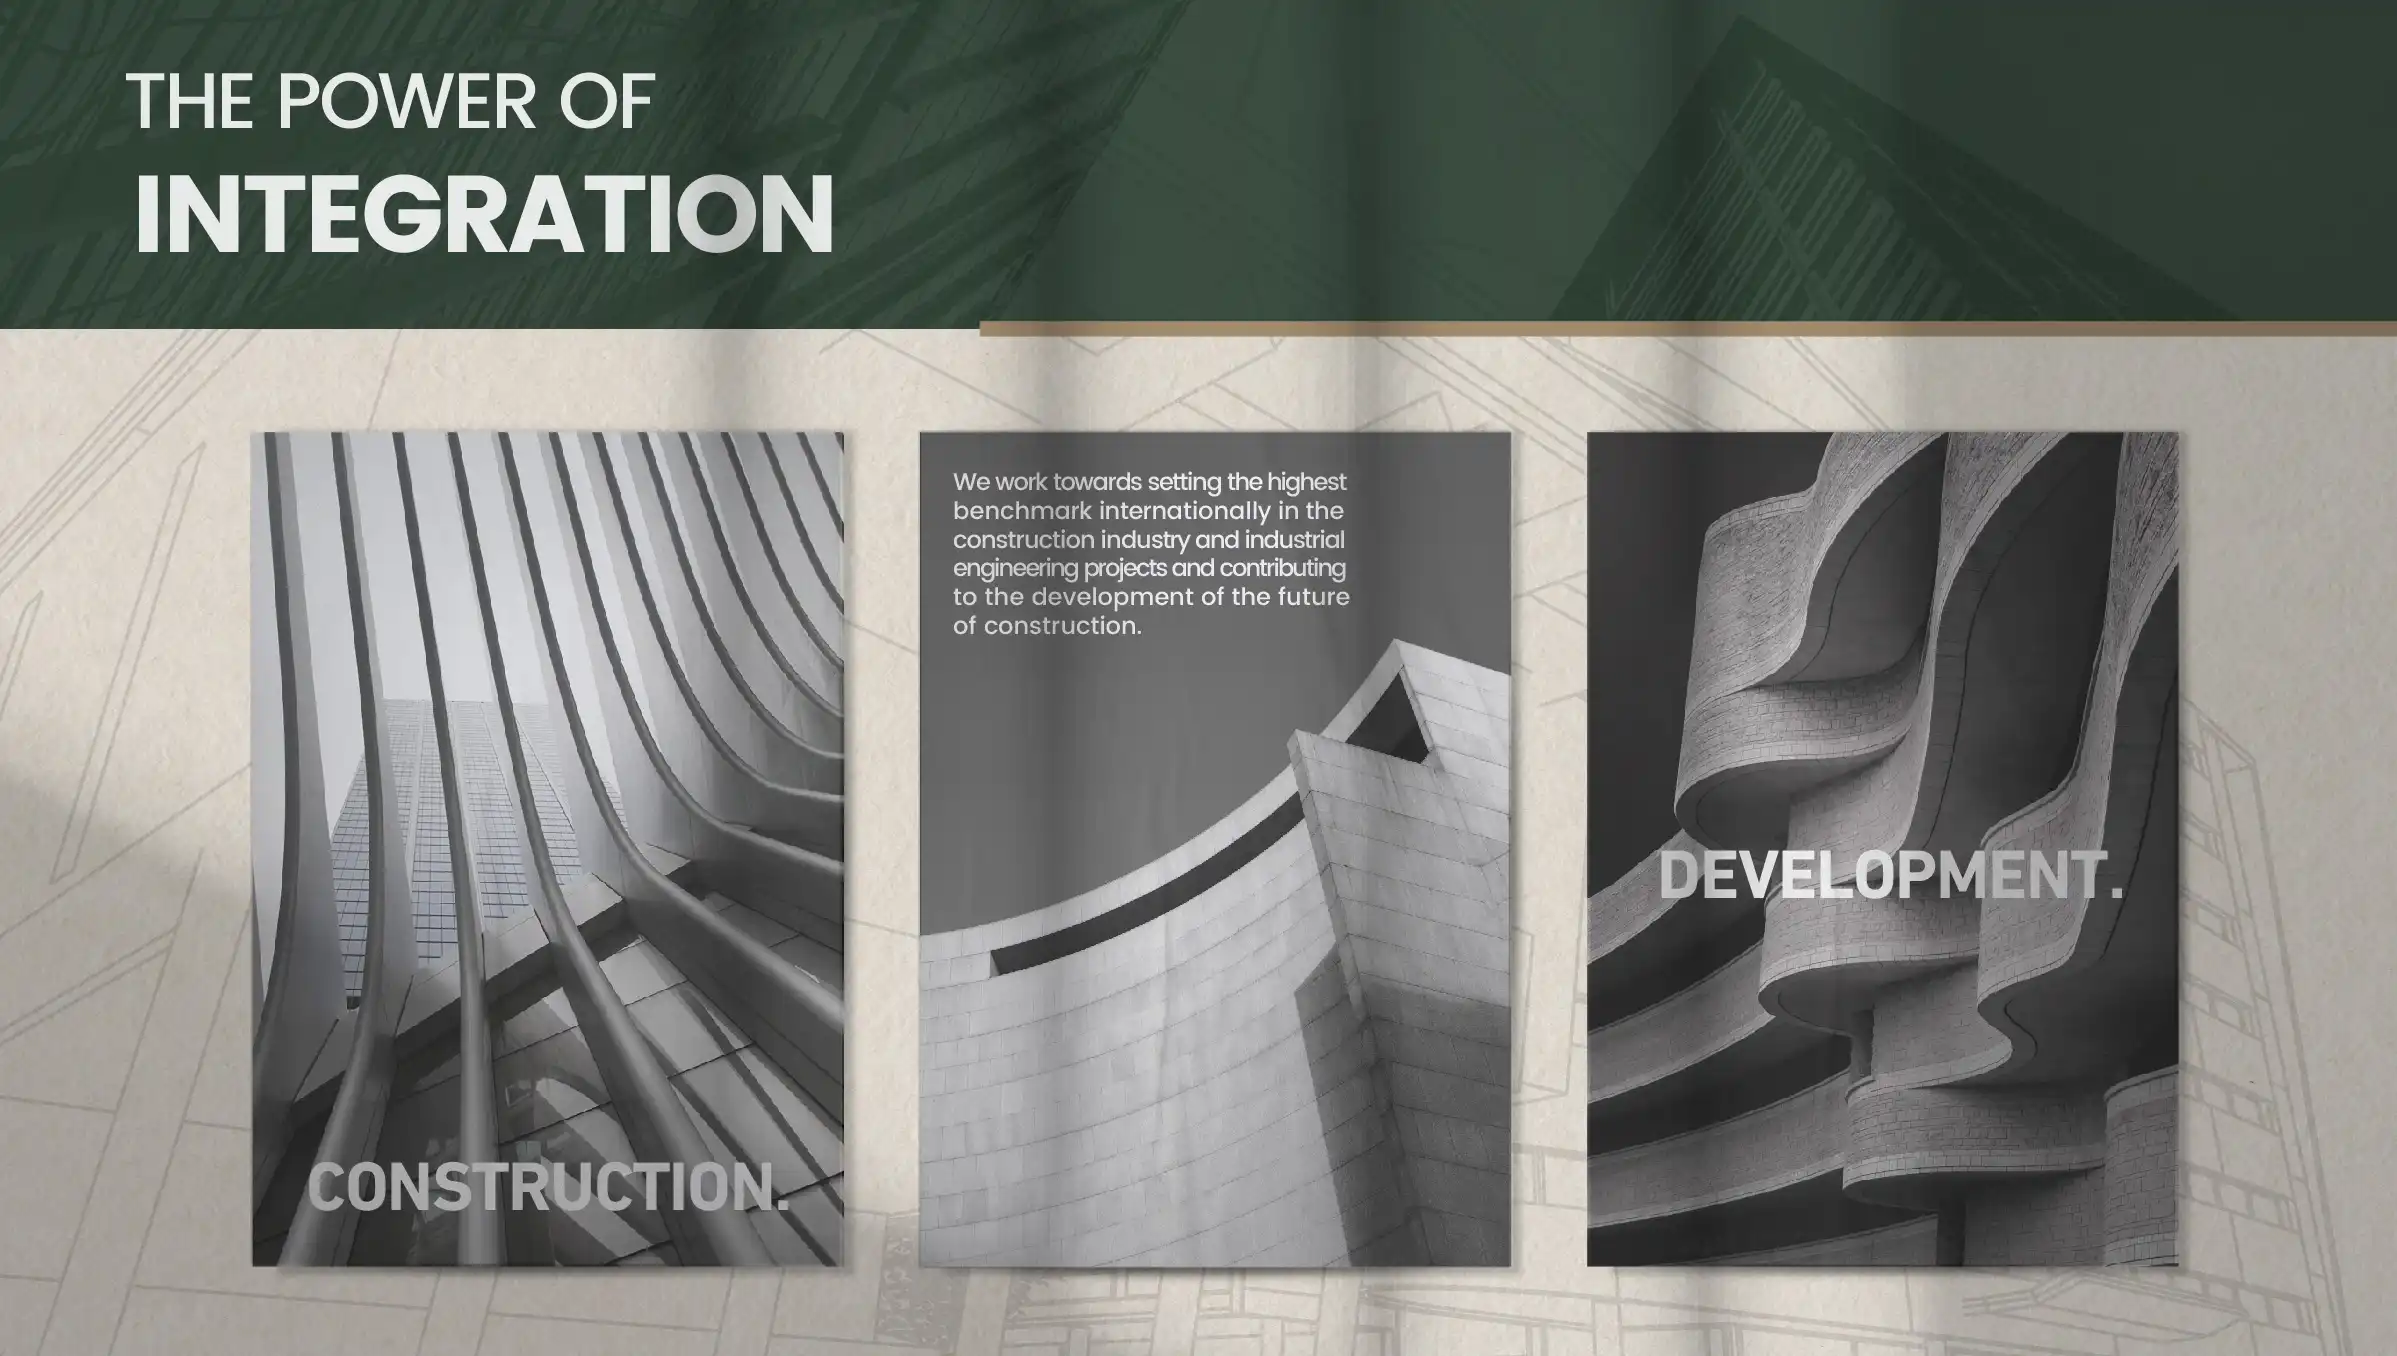 THE POWER OF
INTEGRATION
CONSTRUCTION.
We work towards setting the highest
benchmark internationally in the
construction industry and industrial
engineering projects and contributing
to the development of the future
of construction.
DEVELOPMENT.